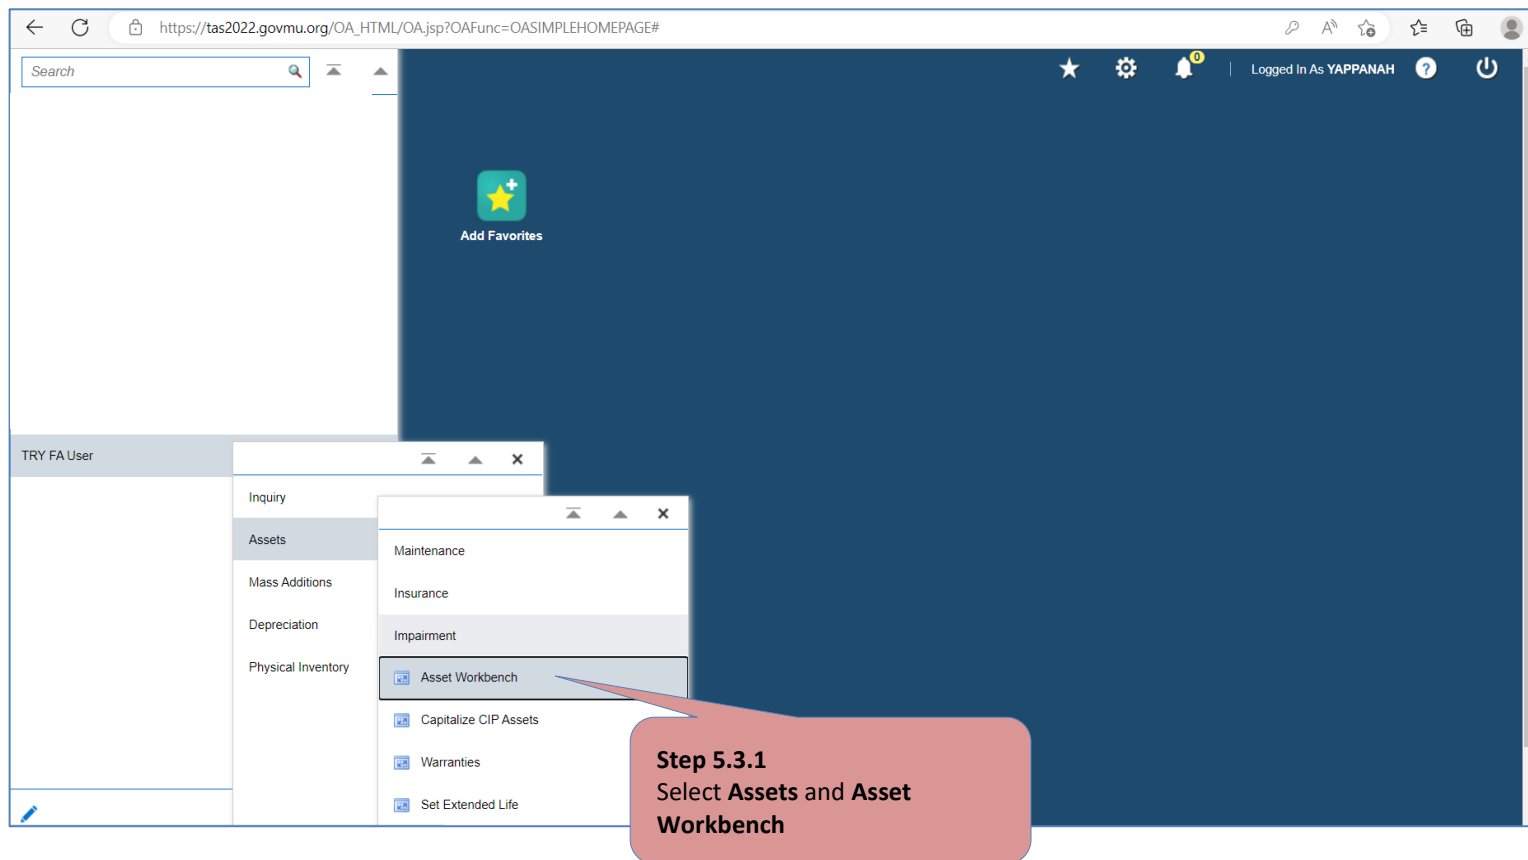 https://tas2022.govmu.org/OA_HTML/OA.jsp?OAFunc=OASIMPLEHOMEPAGE#
Search
0
Logged In As YAPPANAH
?
Add Favorites
TRY FA User
Inquiry
Assets
Mass Additions
Depreciation
Physical Inventory
Maintenance
Insurance
Impairment
Asset Workbench
Capitalize CIP Assets
Warranties
Set Extended Life
Step 5.3.1
Select Assets and Asset
Workbench